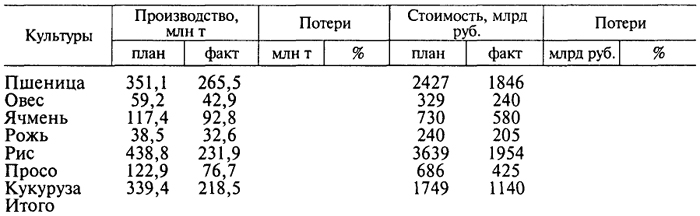 Культуры Производство, млн т Потери Стоимость, млрд руб. Потери
план факт млн т % план факт млрд руб. %
Пшеница 351,1 265,5 2427 1846
Овес 59,2 42,9 329 240
Ячмень 117,4 92,8 730 580
Рожь 38,5 32,6 240 205
Рис 438,8 231,9 3639 1954
Просо 122,9 76,7 686 425
Кукуруза 339,4 218,5 1749 1140
Итого